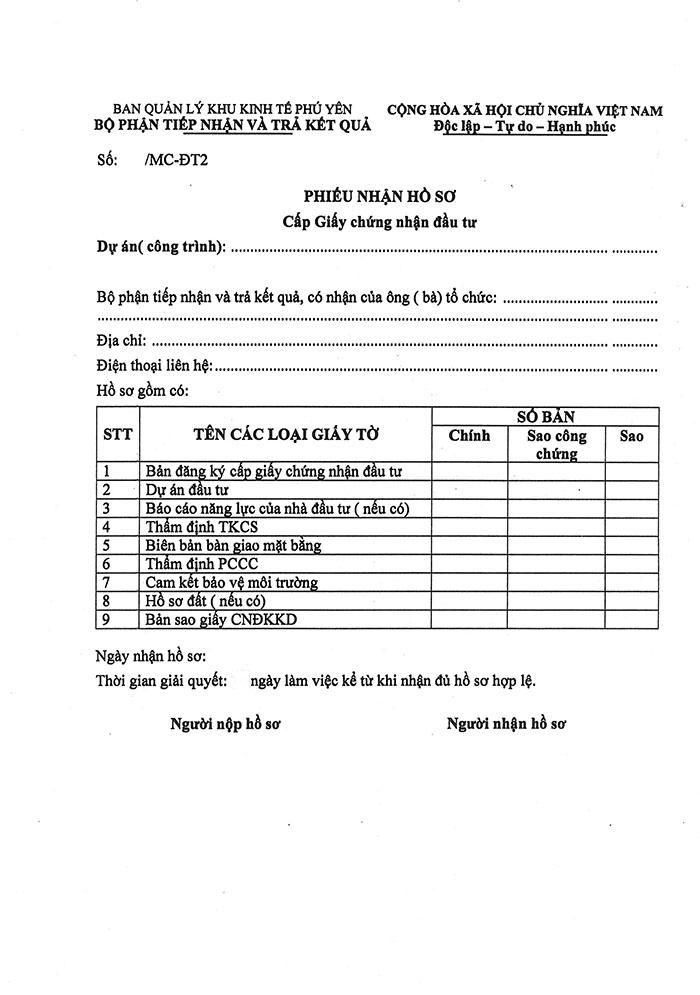 BAN QUẢN LÝ KHU KINH TẾ PHÚ YÊN
BỘ PHẬN TIẾP NHẬN VÀ TRẢ KẾT QUẢ
CỘNG HÒA XÃ HỘI CHỦ NGHĨA VIỆT NAM
Độc lập – Tự do – Hạnh phúc
Số: /MC-ĐT2
PHIẾU NHẬN HỒ SƠ
Cấp Giấy chứng nhận đầu tư
Dự án( công trình): ........................................................................................ ............
Bộ phận tiếp nhận và trả kết quả, có nhận của ông ( bà) tổ chức: ........................ ............
........................................................................................................................ ............
Địa chỉ: ............................................................................................................ ............
Điện thoại liên hệ:............................................................................................. ............
Hồ sơ gồm có:
STT TÊN CÁC LOẠI GIẤY TỜ SỐ BẢN
Chính Sao công chứng Sao
1 Bản đăng ký cấp giấy chứng nhận đầu tư
2 Dự án đầu tư
3 Báo cáo năng lực của nhà đầu tư ( nếu có)
4 Thẩm định TKCS
5 Biên bản bàn giao mặt bằng
6 Thẩm định PCCC
7 Cam kết bảo vệ môi trường
8 Hồ sơ đất ( nếu có)
9 Bản sao giấy CNĐKKD
Ngày nhận hồ sơ:
Thời gian giải quyết: ngày làm việc kể từ khi nhận đủ hồ sơ hợp lệ.
Người nộp hồ sơ Người nhận hồ sơ